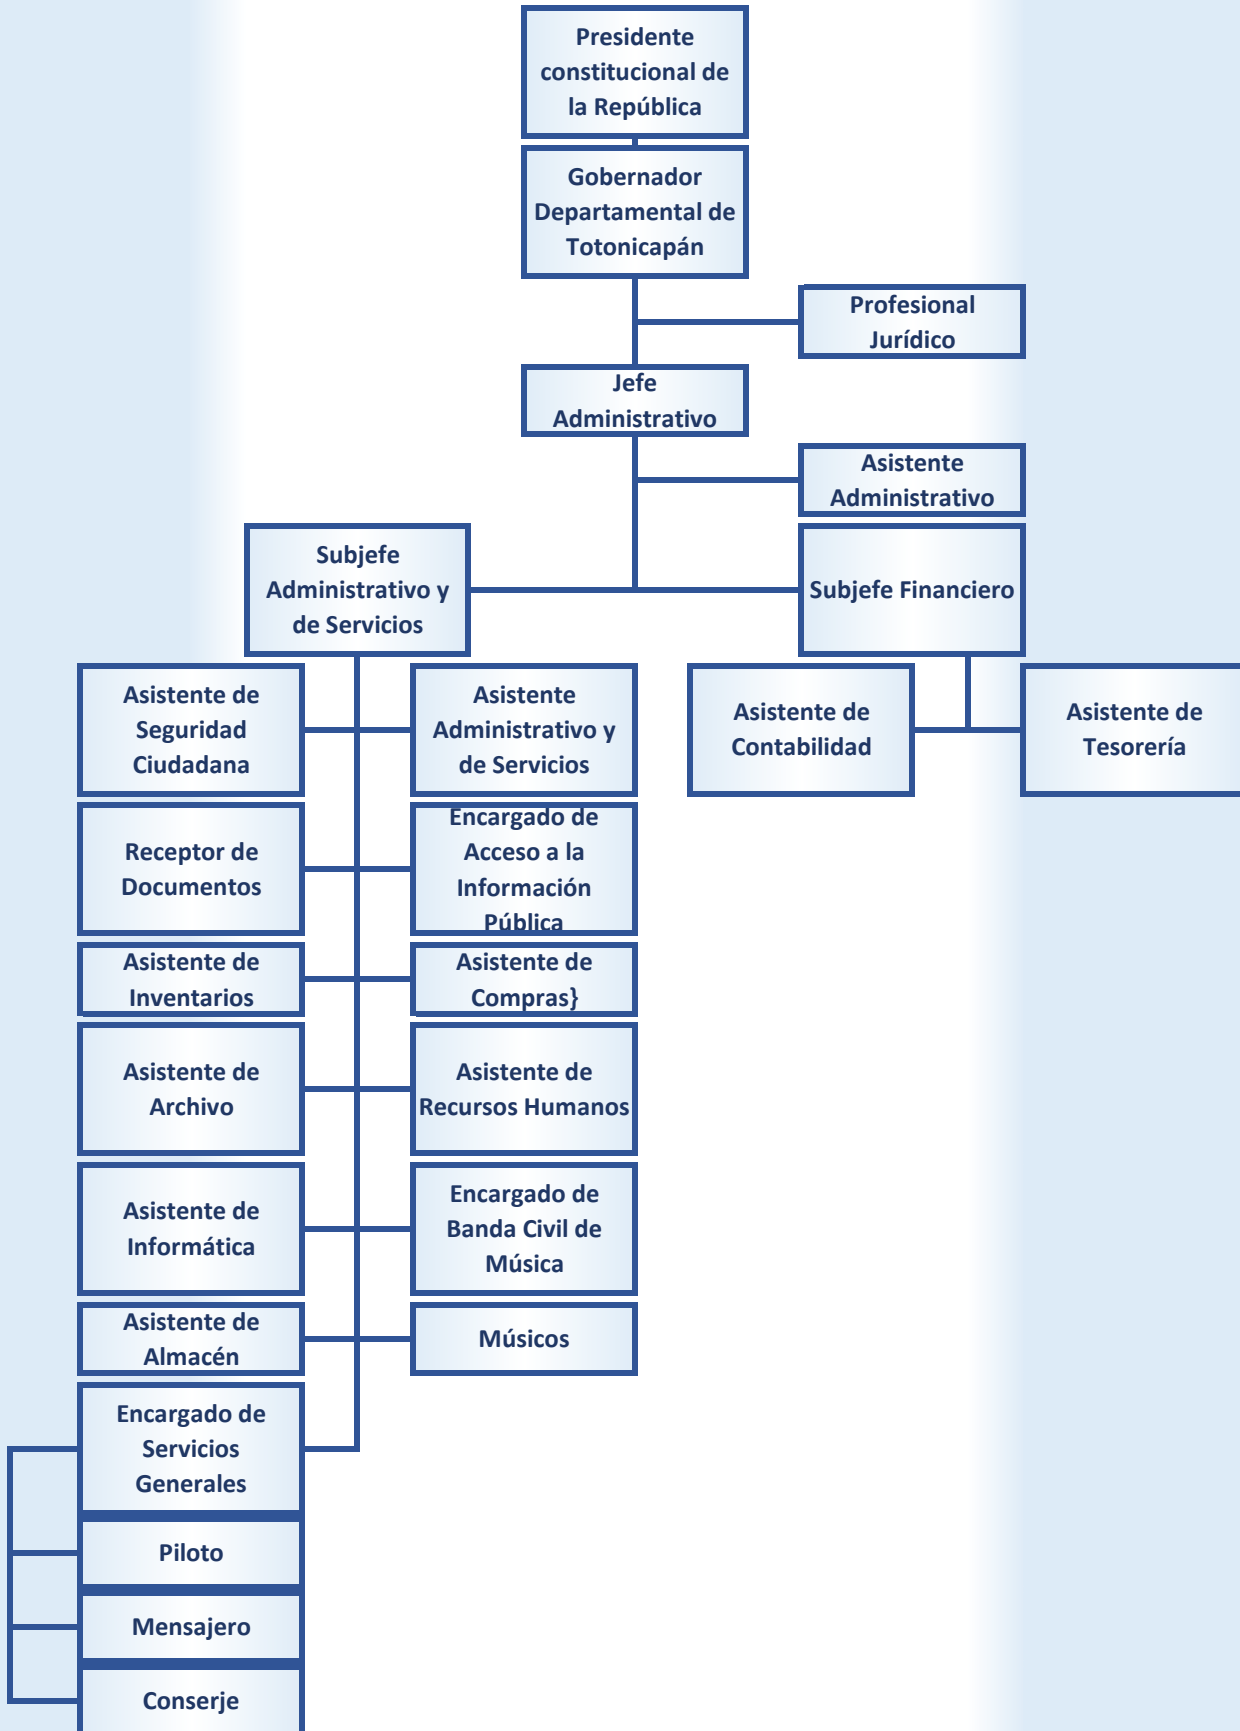 Presidente
constitucional de
la República
Gobernador
Departamental de
Totonicapán
Profesional
Jurídico
Jefe
Administrativo
Asistente
Administrativo
Subjefe
Administrativo y
de Servicios
Subjefe Financiero
Asistente de
Seguridad
Ciudadana
Asistente
Administrativo y
de Servicios
Asistente de
Contabilidad
Asistente de
Tesorería
Receptor de
Documentos
Encargado de
Acceso a la
Información
Pública
Asistente de
Inventarios
Asistente de
Compras}
Asistente de
Archivo
Asistente de
Recursos Humanos
Asistente de
Informática
Encargado de
Banda Civil de
Música
Asistente de
Almacén
Músicos
Encargado de
Servicios
Generales
Piloto
Mensajero
Conserje